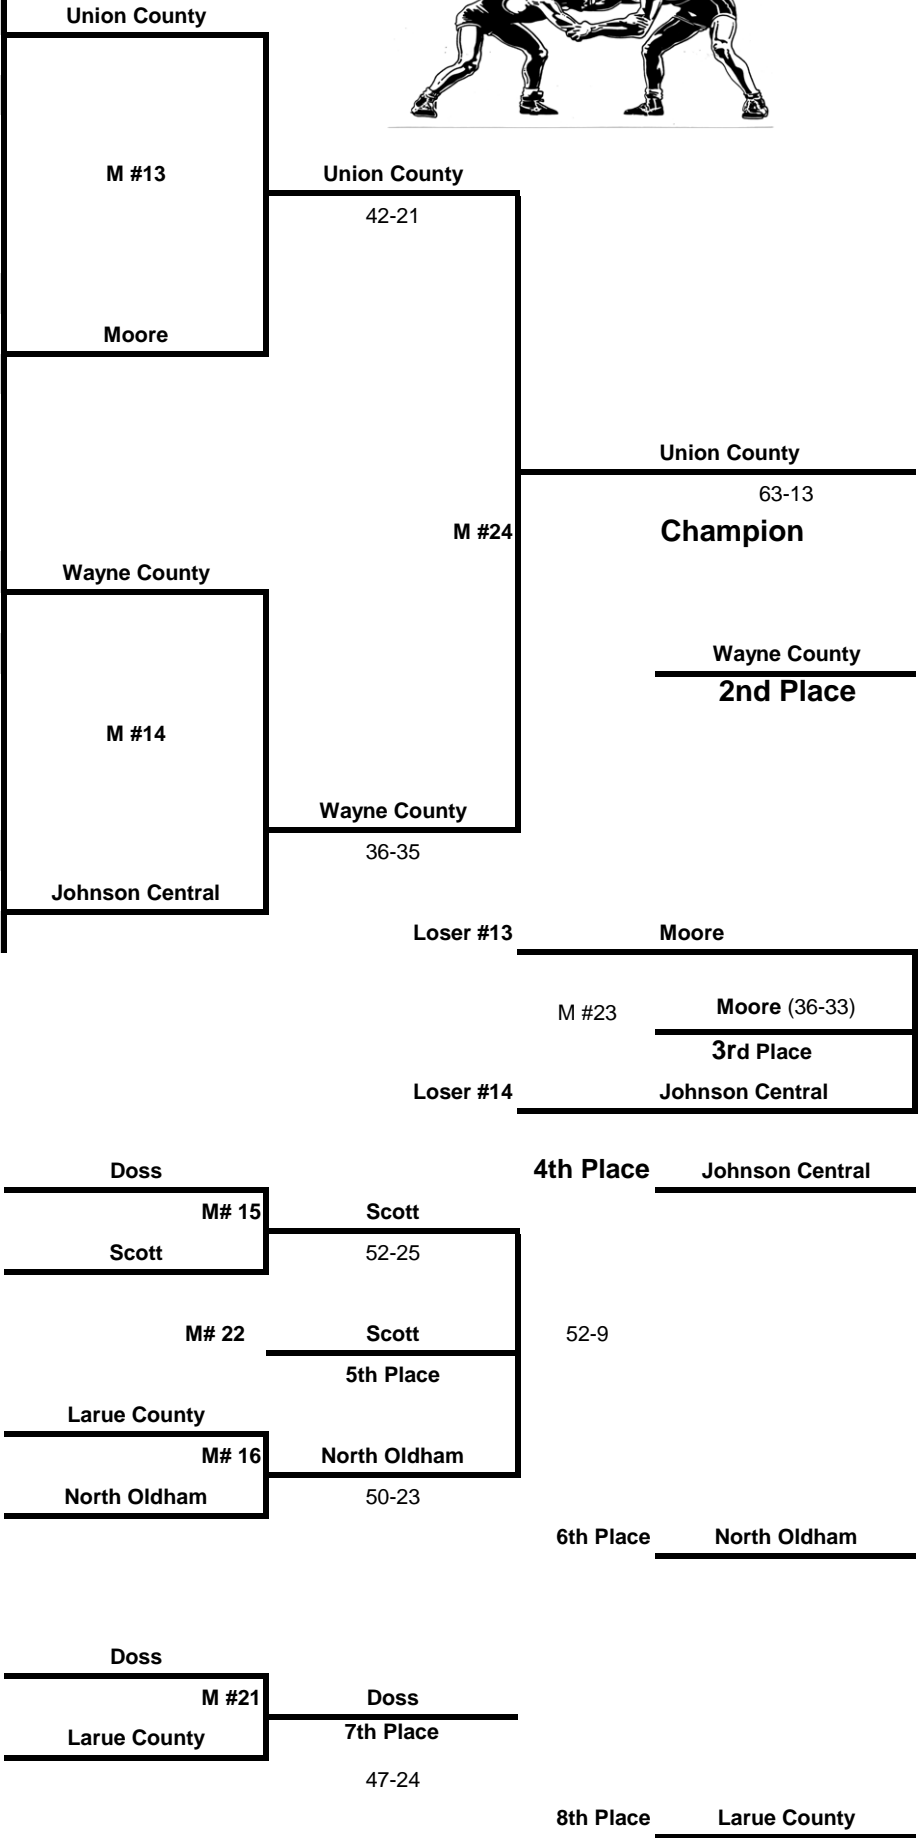 Union County
M #13
Union County
42-21
Moore
Union County
63-13
M #24
Champion
Wayne County
Wayne County
2nd Place
M #14
Wayne County
36-35
Johnson Central
Loser #13
Moore
M #23
Moore (36-33)
3rd Place
Loser #14
Johnson Central
4th Place
Johnson Central
Doss
M# 15
Scott
Scott
52-25
M# 22
Scott
52-9
5th Place
Larue County
M# 16
North Oldham
North Oldham
50-23
6th Place
North Oldham
Doss
M #21
Doss
Larue County
7th Place
47-24
8th Place
Larue County